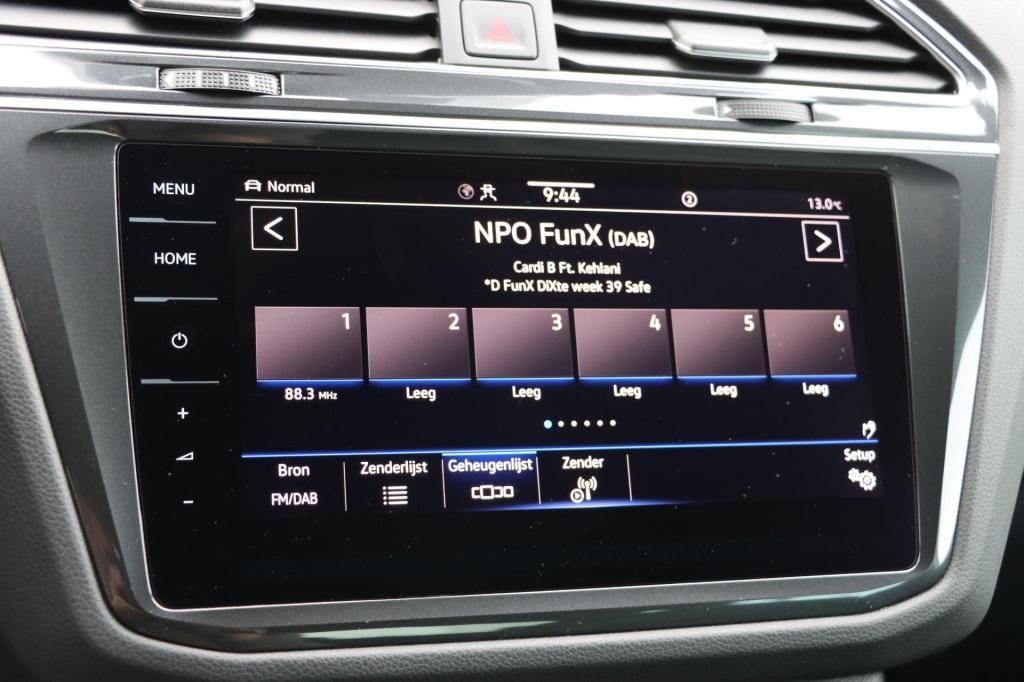 MENU
HOME
+
-
Normal
9:44
2
13.0°C
<
NPO FunX (DAB)
>
Cardi B Ft. Kehlani
*D FunX DiXte week 39 Safe
1 2 3 4 5 6
88.3 MHz Leeg Leeg Leeg Leeg Leeg
Bron Zenderlijst Geheugenlijst Zender Setup
FM/DAB